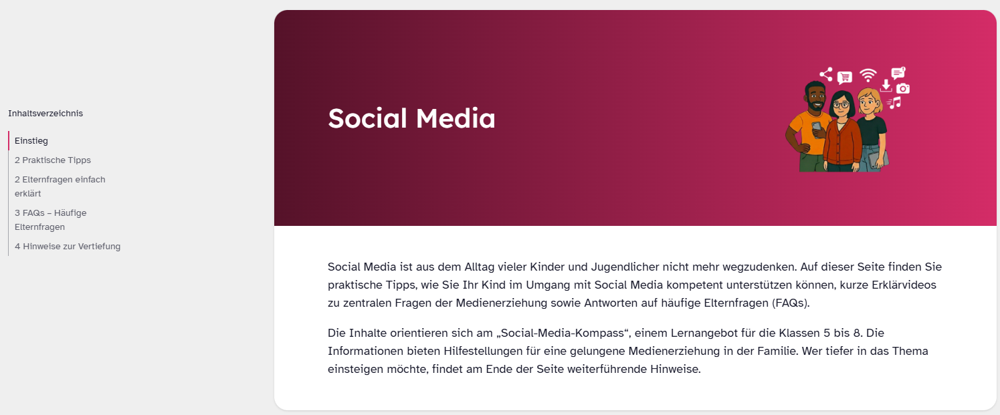 Inhaltsverzeichnis
Einstieg
2 Praktische Tipps
2 Elternfragen einfach
erklärt
3 FAQs – Häufige
Elternfragen
4 Hinweise zur Vertiefung
Social Media
Social Media ist aus dem Alltag vieler Kinder und Jugendlicher nicht mehr wegzudenken. Auf dieser Seite finden Sie
praktische Tipps, wie Sie Ihr Kind im Umgang mit Social Media kompetent unterstützen können, kurze Erklärvideos
zu zentralen Fragen der Medienerziehung sowie Antworten auf häufige Elternfragen (FAQs).
Die Inhalte orientieren sich am „Social-Media-Kompass“, einem Lernangebot für die Klassen 5 bis 8. Die
Informationen bieten Hilfestellungen für eine gelungene Medienerziehung in der Familie. Wer tiefer in das Thema
einsteigen möchte, findet am Ende der Seite weiterführende Hinweise.